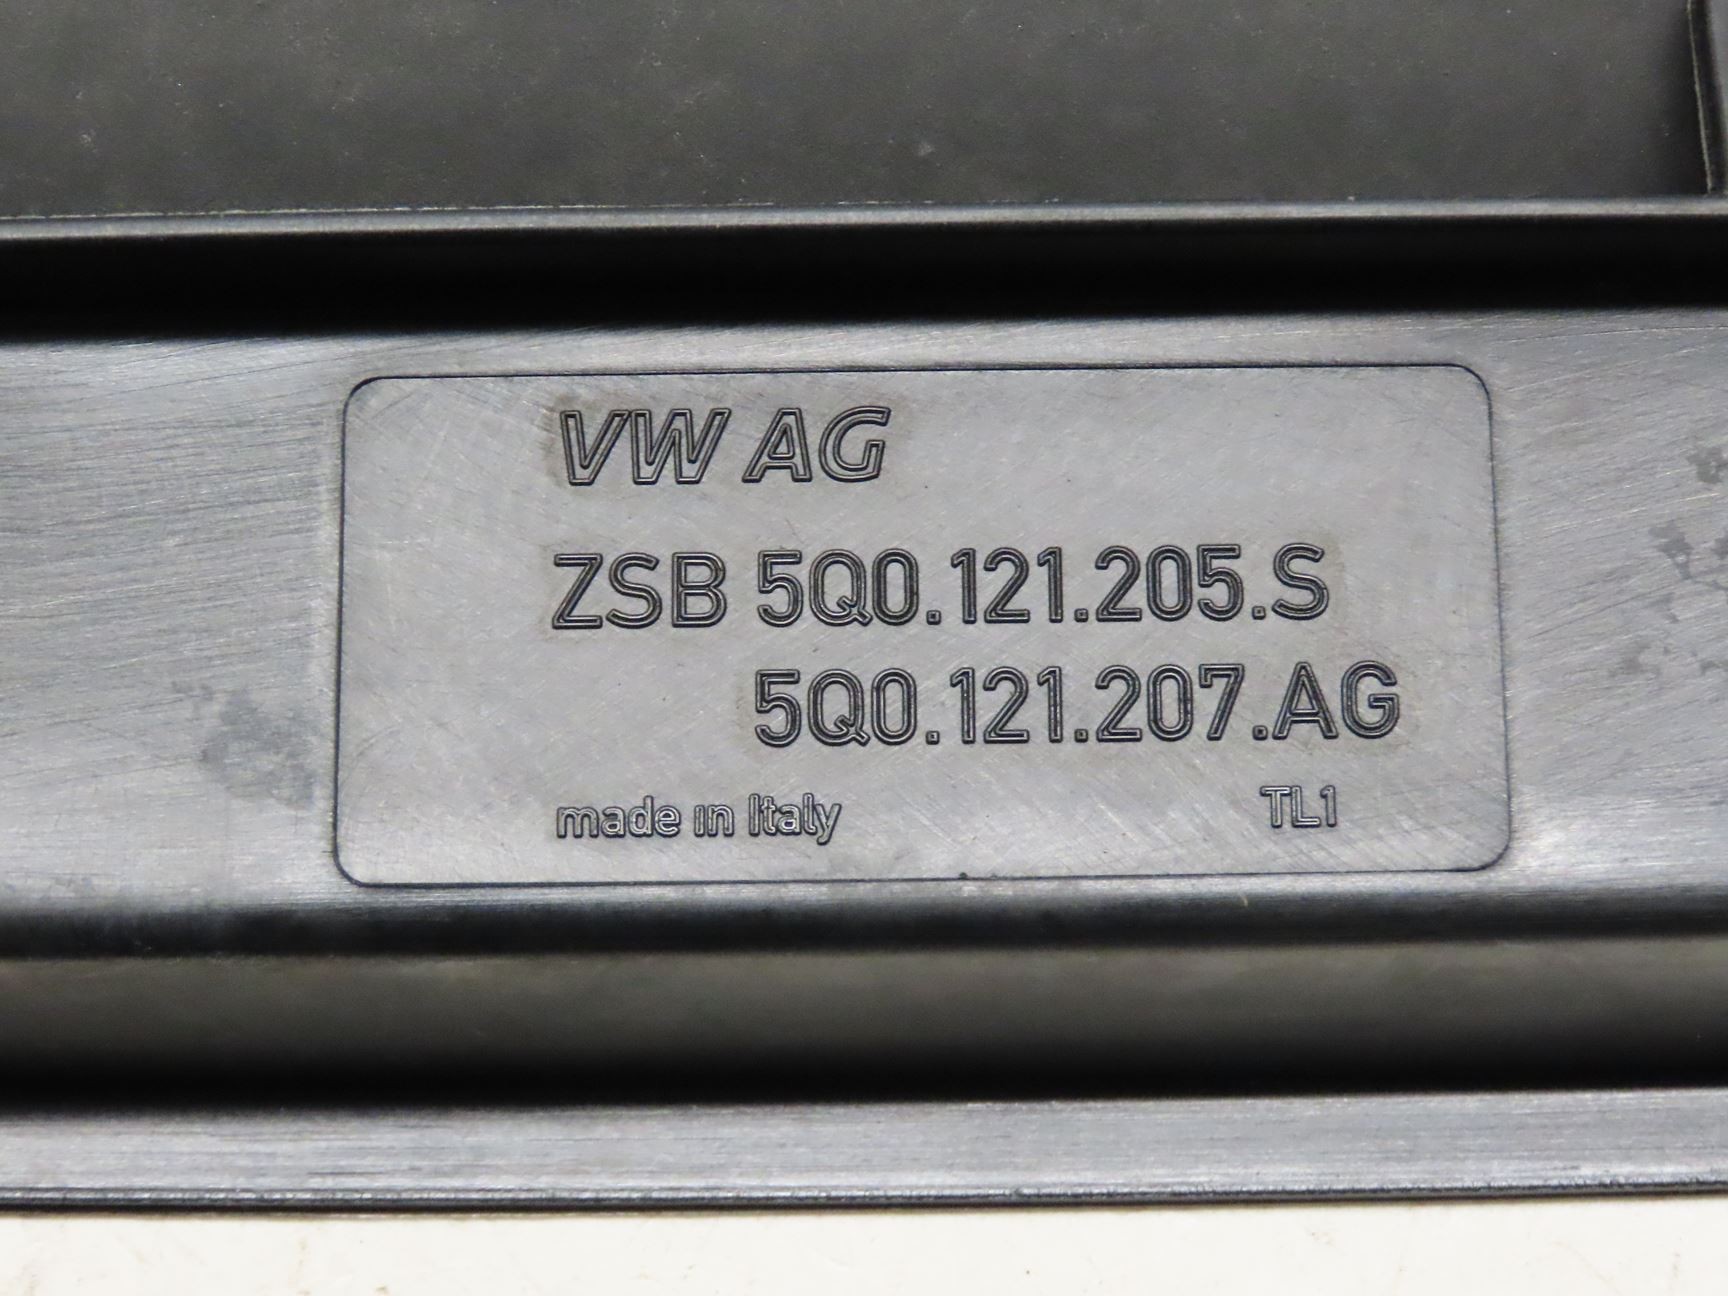 VW AG
ZSB 5Q0.121.205.S
5Q0.121.207.AG
made in Italy TL1